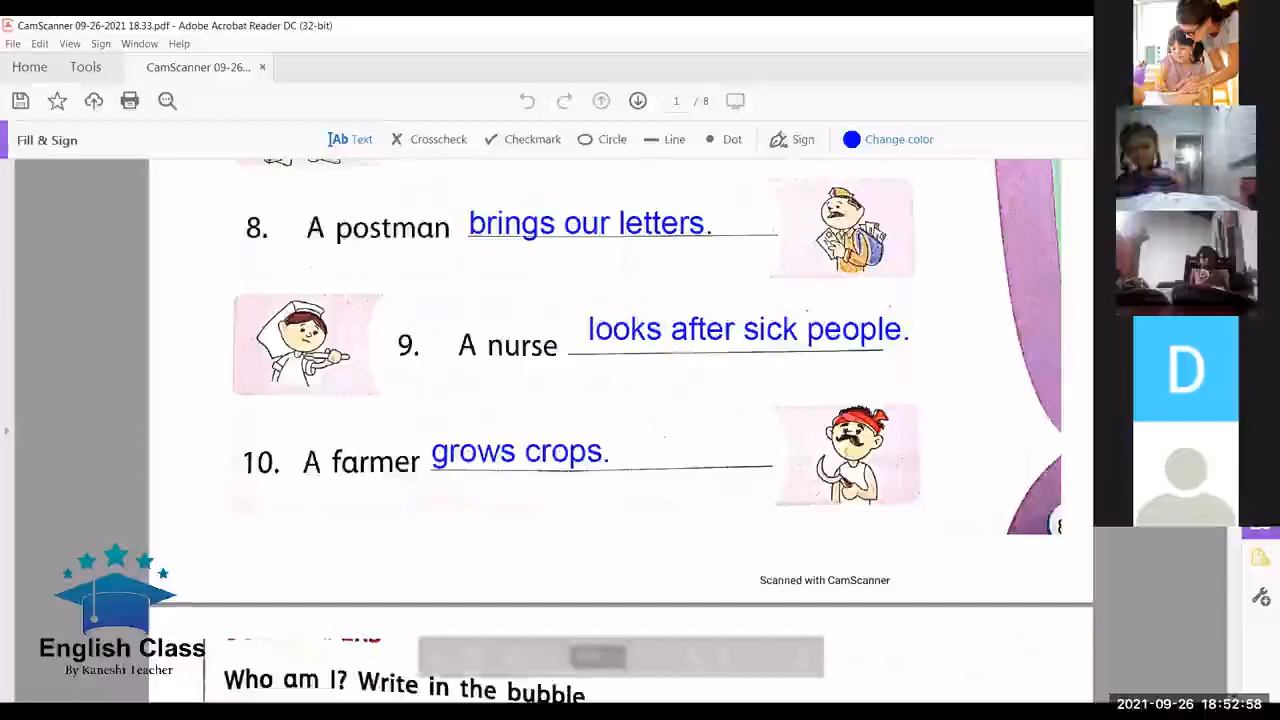 CamScanner 09-26-2021 18.33.pdf - Adobe Acrobat Reader DC (32-bit)
File Edit View Sign Window Help
Home Tools CamScanner 09-26... ×
1 / 8
Fill & Sign Ab Text Crosscheck Checkmark Circle Line Dot Sign Change color
8. A postman brings our letters.
9. A nurse looks after sick people.
10. A farmer grows crops.
D
Scanned with CamScanner
English Class
By Kaneshi Teacher
Who am I? Write in the bubble
2021-09-26 18:52:58